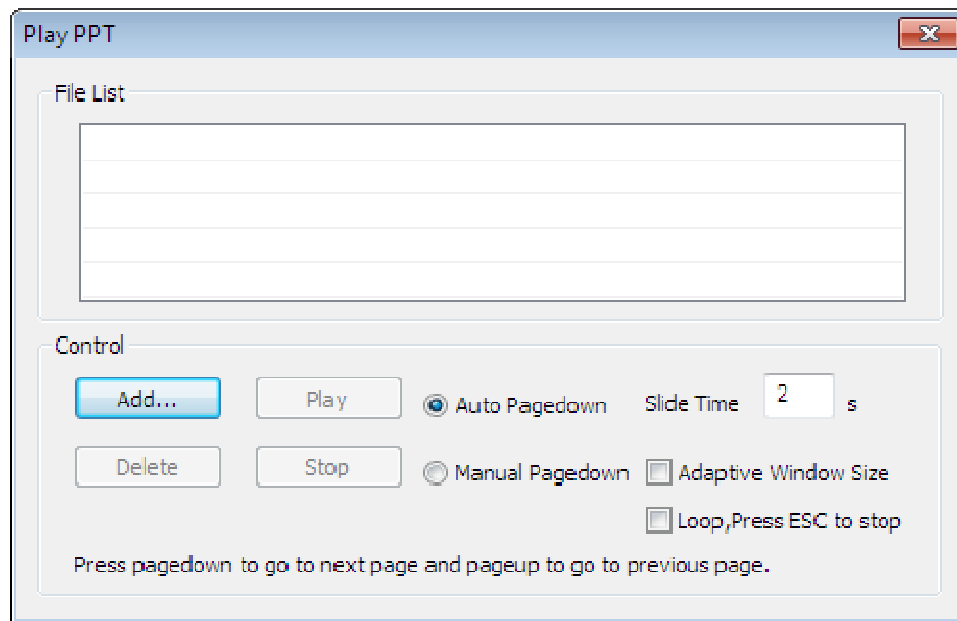 Play PPT
File List
Control
Add... Play Auto Pagedown Slide Time 2 s
Delete Stop Manual Pagedown Adaptive Window Size
Loop,Press ESC to stop
Press pagedown to go to next page and pageup to go to previous page.